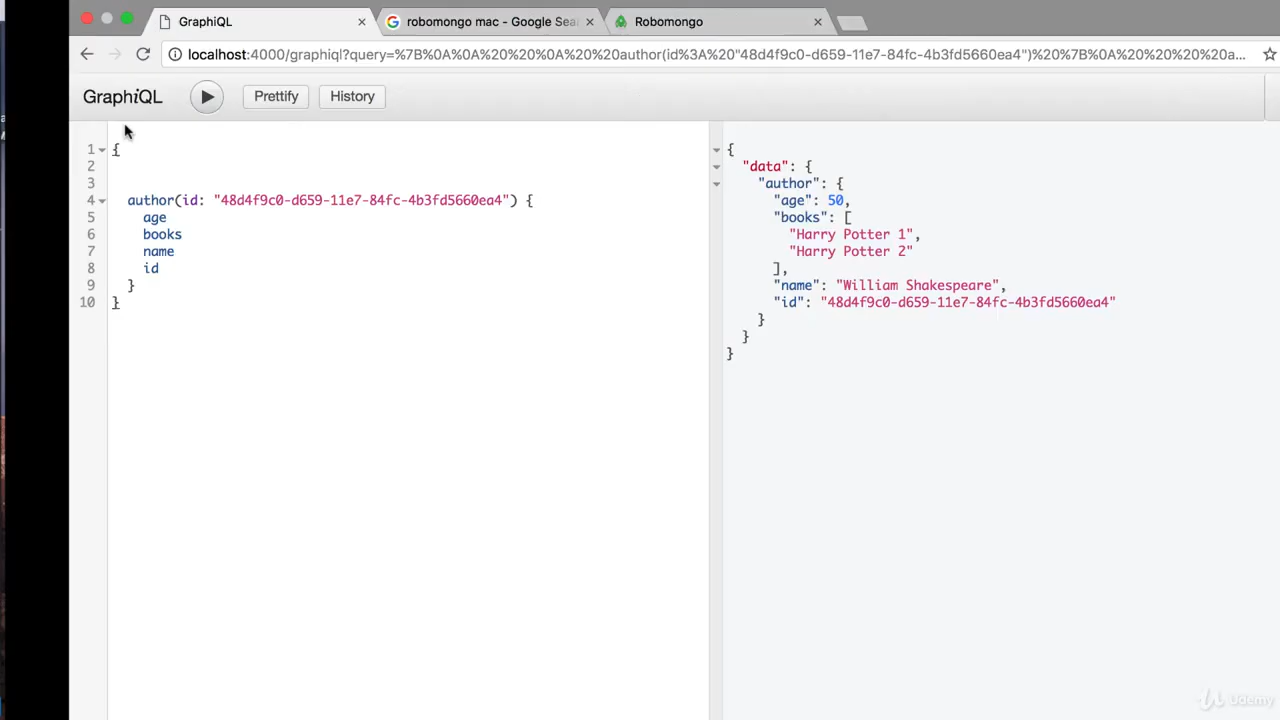 GraphiQL
robomongo mac - Google Sea
Robomongo
localhost:4000/graphiql?query=%7B%0A%0A%20%20%20%0A%20%20author(id%3A%20"48d4f9c0-d659-11e7-84fc-4b3fd5660ea4")%20%7B%0A%20%20%20%20a...
GraphiQL
Prettify
History
1 {
2
3
4 author(id: "48d4f9c0-d659-11e7-84fc-4b3fd5660ea4") {
5 age
6 books
7 name
8 id
9 }
10 }
{
"data": {
"author": {
"age": 50,
"books": [
"Harry Potter 1",
"Harry Potter 2"
],
"name": "William Shakespeare",
"id": "48d4f9c0-d659-11e7-84fc-4b3fd5660ea4"
}
}
}
Udemy